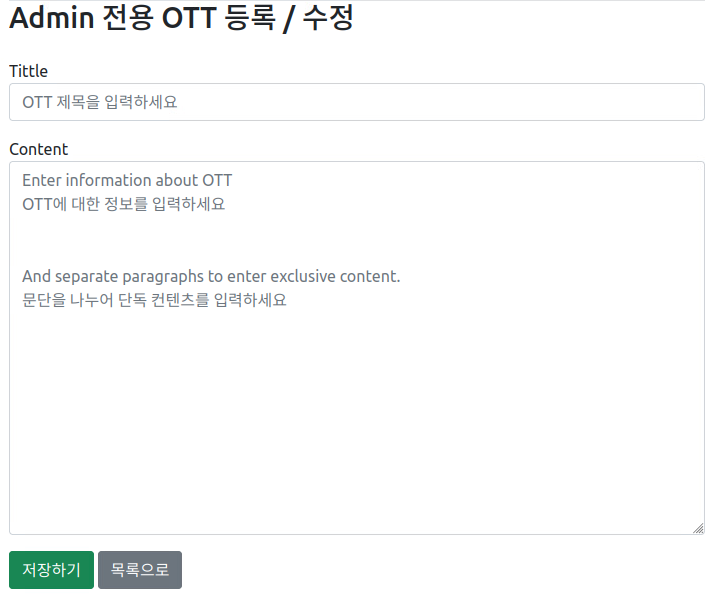 Admin 전용 OTT 등록 / 수정
Tittle
OTT 제목을 입력하세요
Content
Enter information about OTT
OTT에 대한 정보를 입력하세요
And separate paragraphs to enter exclusive content.
문단을 나누어 단독 컨텐츠를 입력하세요
저장하기 목록으로